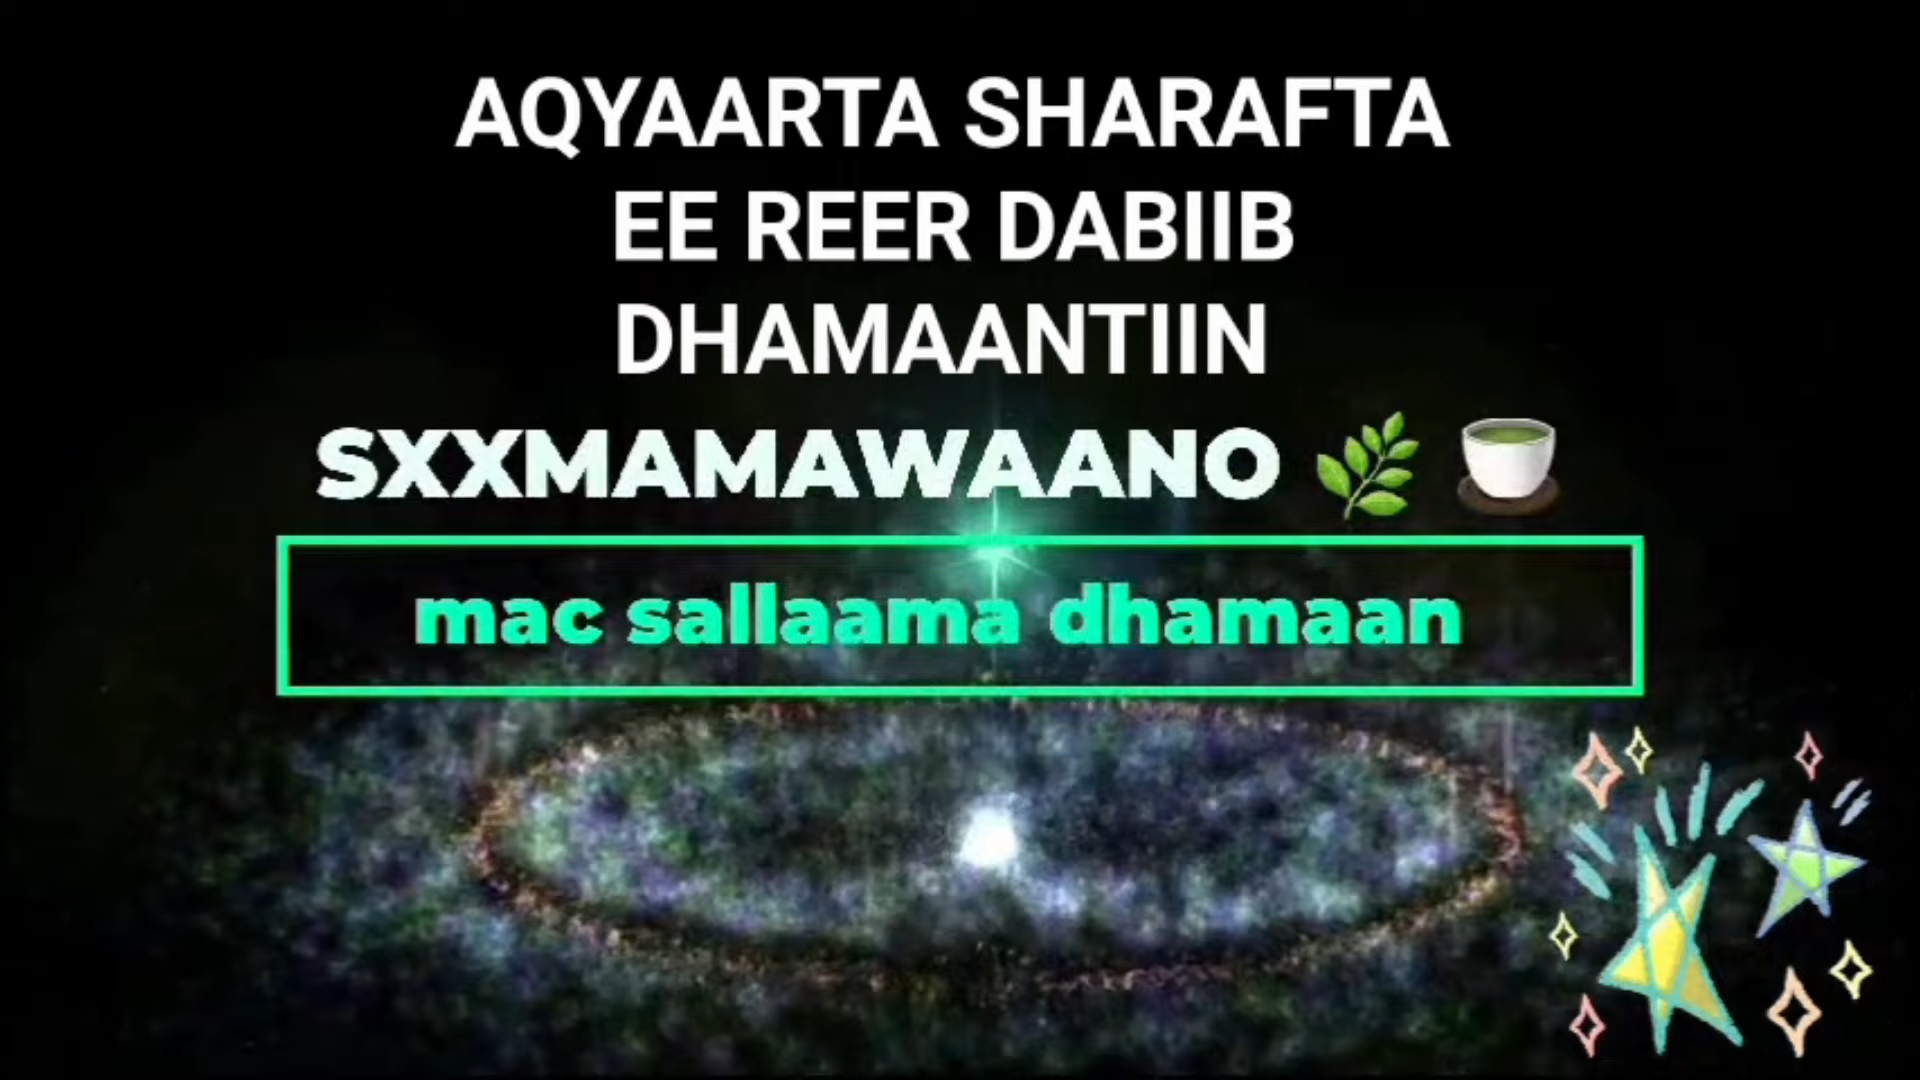 AQYAARTA SHARAFTA
EE REER DABIIB
DHAMAANTIIN
SXXMAMAWAANO 🌿 🍵
mac sallaama dhamaan